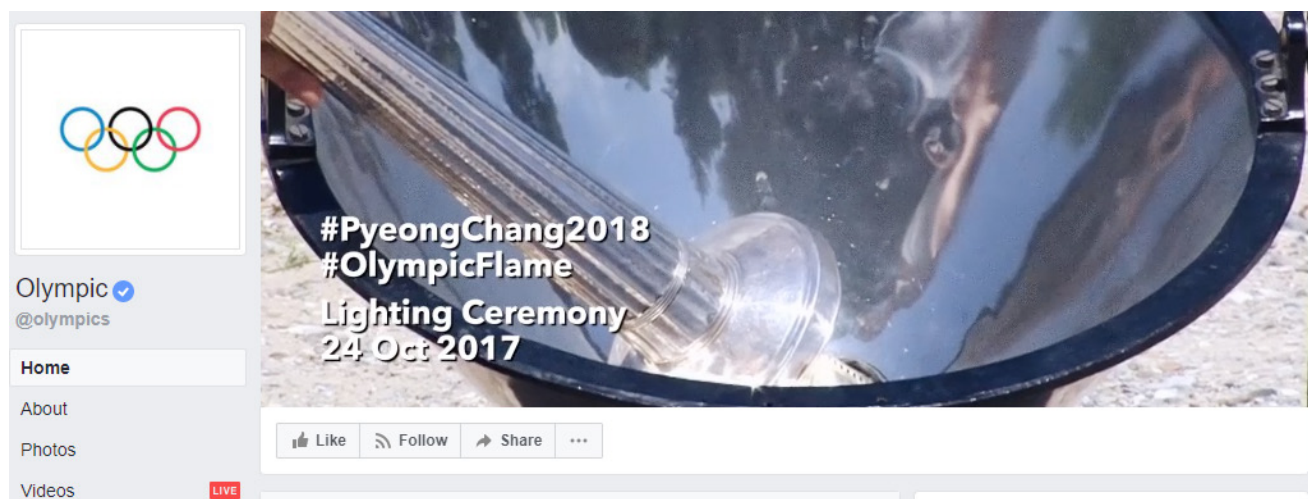 #PyeongChang2018
#OlympicFlame
Lighting Ceremony
24 Oct 2017
Olympic
@olympics
Home
About
Photos
Videos LIVE
Like Follow Share